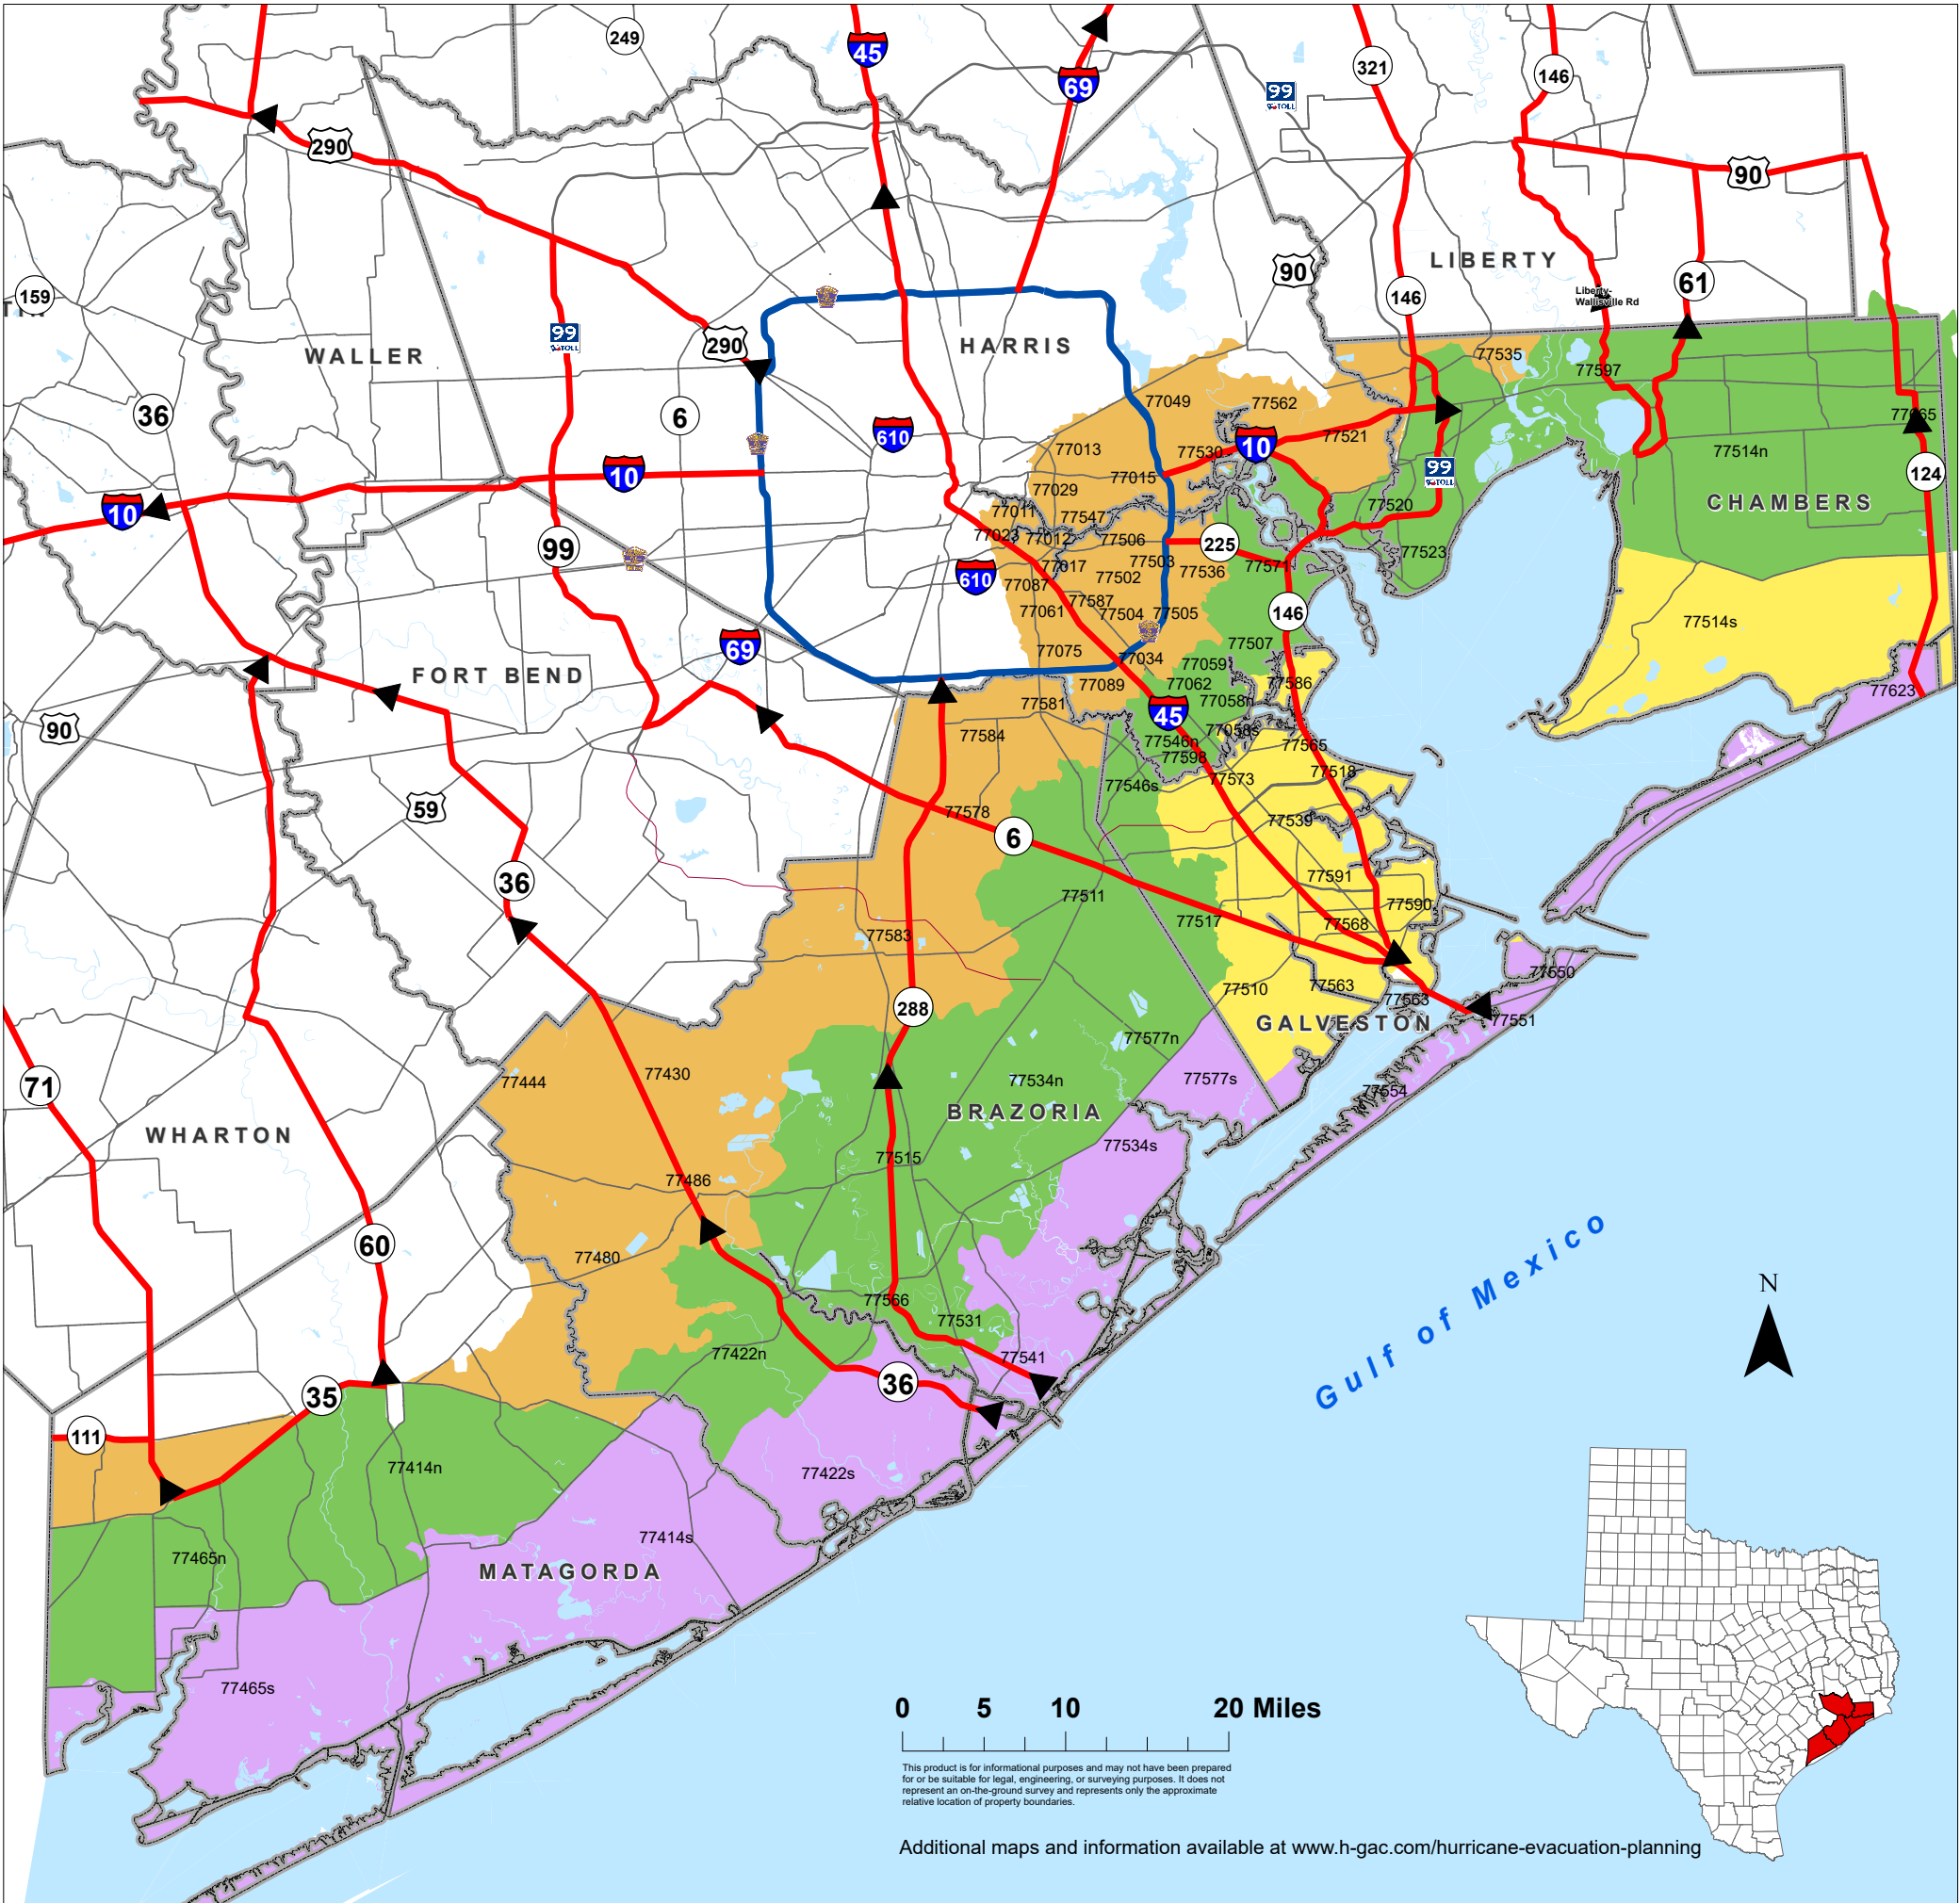 249
45
69
99
TOLL
321
146
290
90
159
T
WALLER
99
TOLL
290
HARRIS
90
LIBERTY
146
Liberty-
Wallisville Rd
61
36
6
610
10
10
77049
77562
77535
77597
77013
77530
10
77521
77029
77015
77011
77547
77023
77012
77506
77520
99
TOLL
77514n
77665
124
CHAMBERS
99
610
77017
77503
77502
77536
225
77571
77523
77087
77587
77061
77504
77505
146
77514s
69
77075
77034
77507
77059
77062
77586
77623
FORT BEND
77089
77058n
77581
45
77058s
77584
77546n
77598
77565
90
77546s
77573
77518
59
77578
6
77539
36
77511
77591
77590
77517
77568
77583
77510
77563
77563
77550
288
GALVESTON
77551
71
77444
77430
77577n
77534n
77577s
77554
BRAZORIA
WHARTON
77515
77534s
77486
60
77480
77566
77531
77422n
77541
36
35
111
77414n
77422s
77414s
77465n
MATAGORDA
77465s
Gulf of Mexico
N
0 5 10 20 Miles
This product is for informational purposes and may not have been prepared
for or be suitable for legal, engineering, or surveying purposes. It does not
represent an on-the-ground survey and represents only the approximate
relative location of property boundaries.
Additional maps and information available at www.h-gac.com/hurricane-evacuation-planning